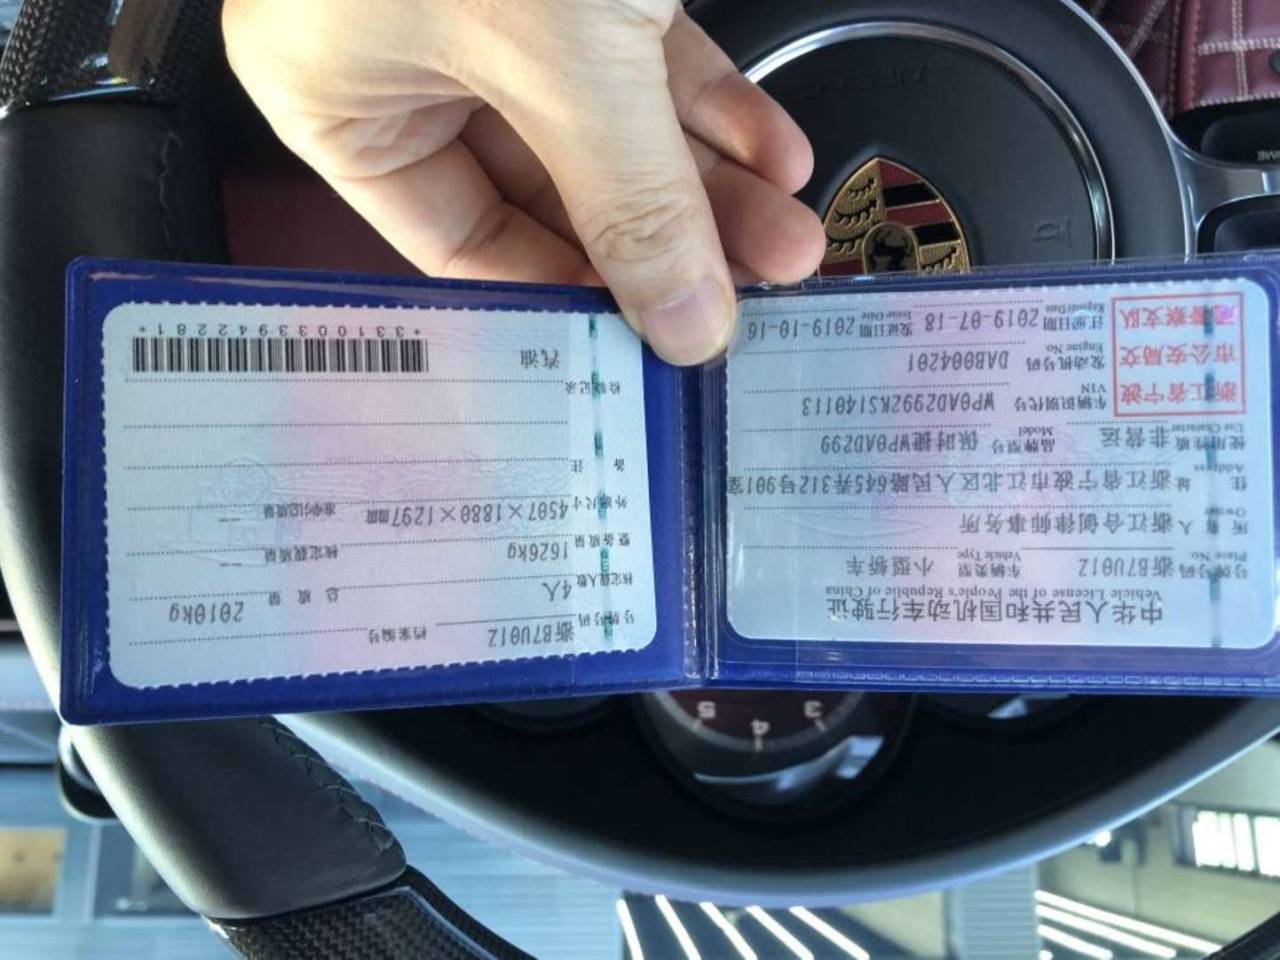 中华人民共和国机动车行驶证
Vehicle License of the People's Republic of China
号牌号码 浙B7U01Z 车辆类型 小型轿车
Plate No. Vehicle Type
所有人 浙江合创律师事务所
Owner
住址 浙江省宁波市江北区人民路645弄312号901室
Address
使用性质 非营运 品牌型号 保时捷WP0AD299
Use Character Model
浙江省宁波
市公安局交
通警察支队
车辆识别代号 WP0AD2992KS140113
VIN
发动机号码 DAB004201
Engine No.
注册日期 2019-07-18 发证日期 2019-10-16
Register Date Issue Date
号牌号码 浙B7U01Z 档案编号
核定载人数 4人 总质量 2010kg
整备质量 1626kg 核定载质量 --
外廓尺寸 4507×1880×1297mm 准牵引总质量 --
备注
检验记录
汽油
*3310033942281*
AIRBAG
3
4
5